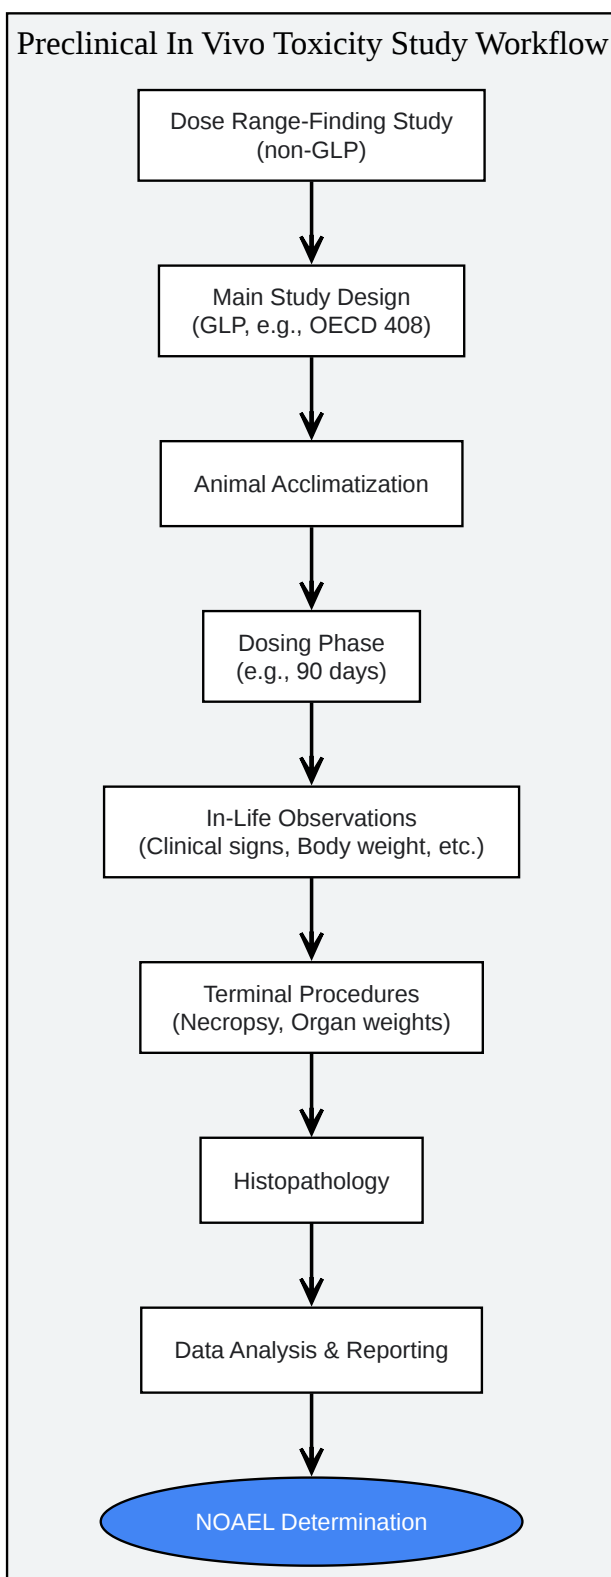 Preclinical In Vivo Toxicity Study Workflow
Dose Range-Finding Study
(non-GLP)
Main Study Design
(GLP, e.g., OECD 408)
Animal Acclimatization
Dosing Phase
(e.g., 90 days)
In-Life Observations
(Clinical signs, Body weight, etc.)
Terminal Procedures
(Necropsy, Organ weights)
Histopathology
Data Analysis & Reporting
NOAEL Determination